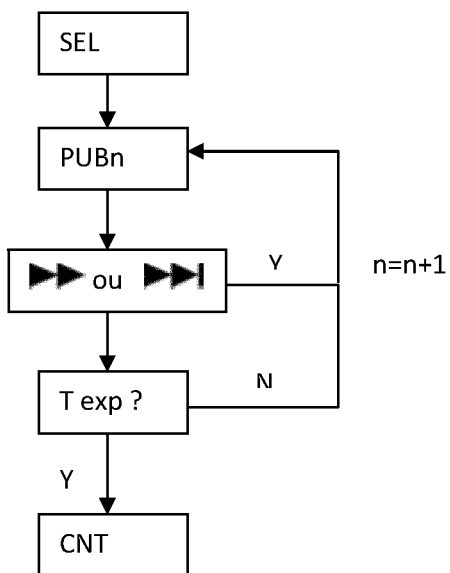 SEL
PUBn
ou
Y
n=n+1
T exp ?
N
Y
CNT